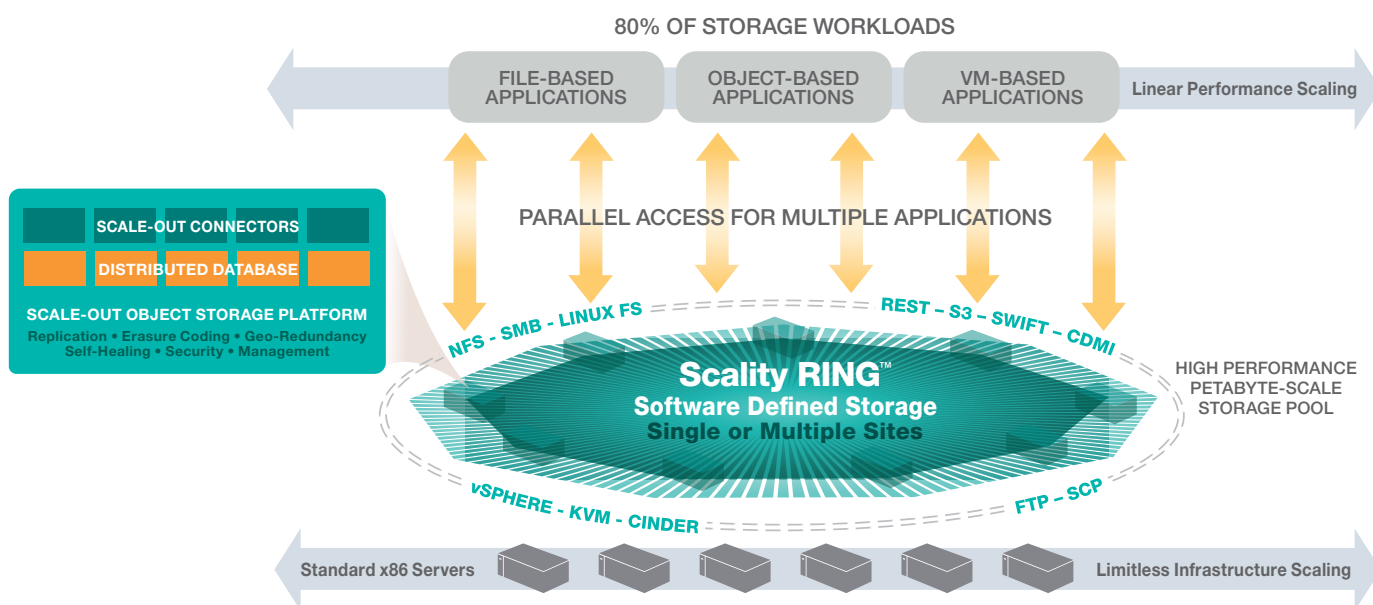 80% OF STORAGE WORKLOADS
FILE-BASED
APPLICATIONS
OBJECT-BASED
APPLICATIONS
VM-BASED
APPLICATIONS
Linear Performance Scaling
PARALLEL ACCESS FOR MULTIPLE APPLICATIONS
SCALE-OUT CONNECTORS
DISTRIBUTED DATABASE
SCALE-OUT OBJECT STORAGE PLATFORM
Replication • Erasure Coding • Geo-Redundancy
Self-Healing • Security • Management
NFS - SMB - LINUX FS
REST – S3 – SWIFT – CDMI
Scality RING™
Software Defined Storage
Single or Multiple Sites
HIGH PERFORMANCE
PETABYTE-SCALE
STORAGE POOL
vSPHERE - KVM - CINDER
FTP – SCP
Standard x86 Servers
Limitless Infrastructure Scaling